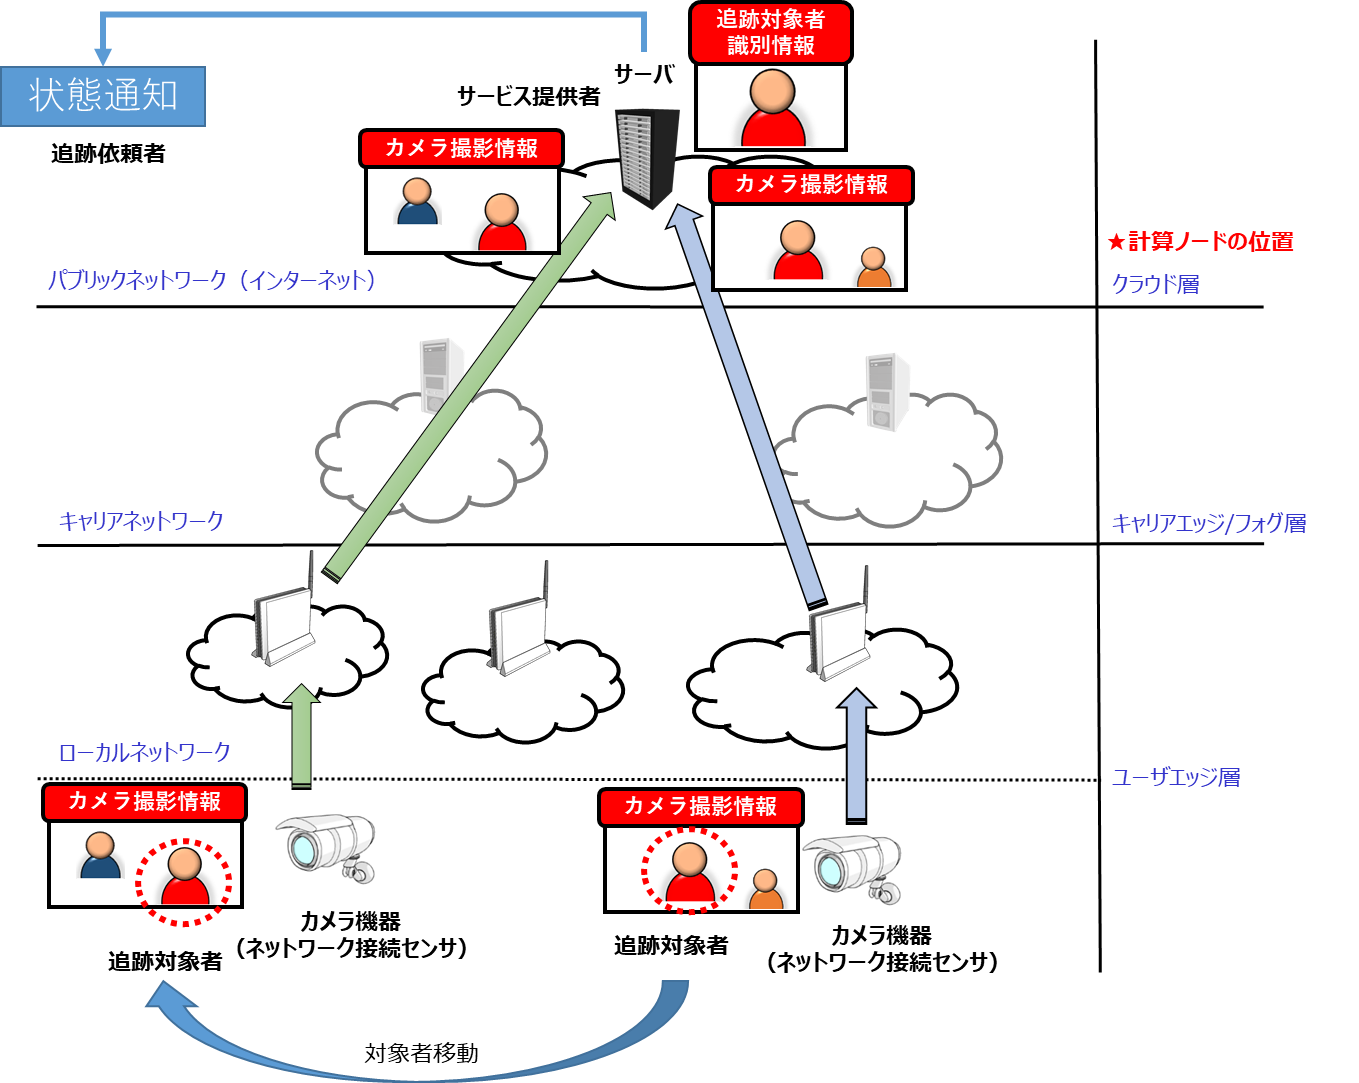 追跡対象者
識別情報
サーバ
サービス提供者
状態通知
追跡依頼者
カメラ撮影情報
カメラ撮影情報
★計算ノードの位置
パブリックネットワーク（インターネット）
クラウド層
キャリアネットワーク
キャリアエッジ/フォグ層
ローカルネットワーク
ユーザエッジ層
カメラ撮影情報
カメラ撮影情報
カメラ機器
（ネットワーク接続センサ）
追跡対象者
追跡対象者
カメラ機器
（ネットワーク接続センサ）
対象者移動